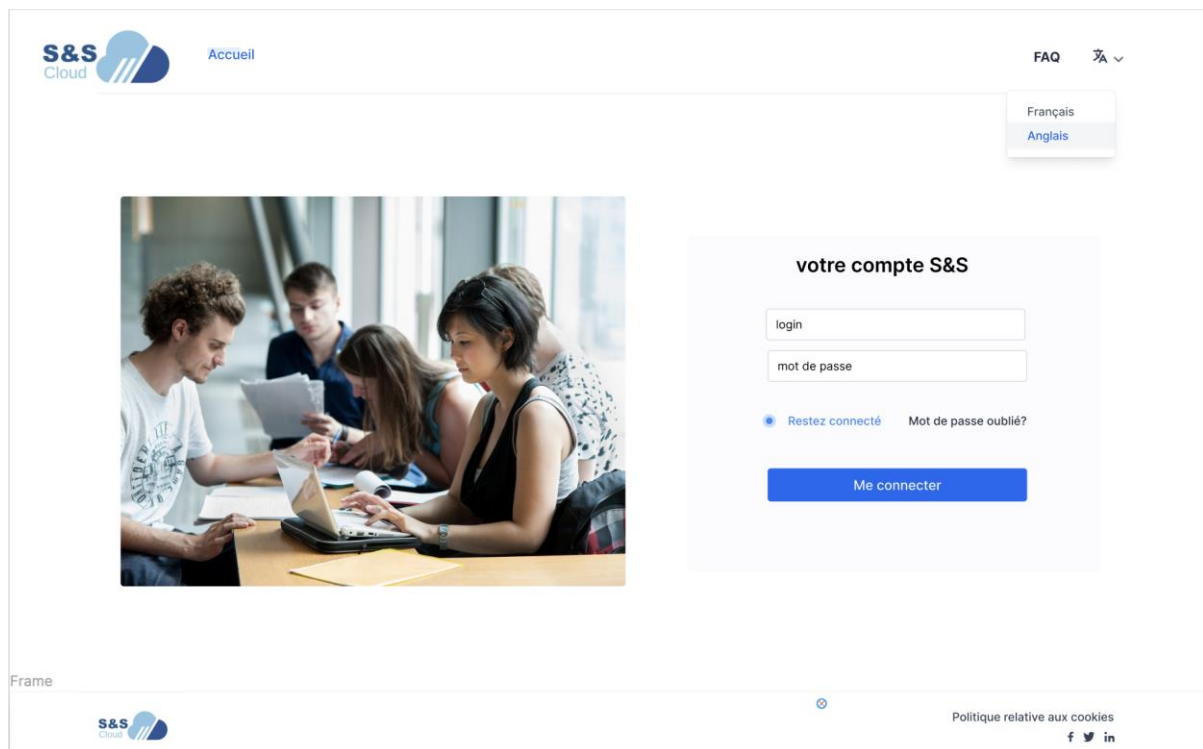 S&S
Cloud
Accueil
FAQ
Français
Anglais
votre compte S&S
login
mot de passe
Restez connecté
Mot de passe oublié?
Me connecter
Frame
S&S
Cloud
Politique relative aux cookies
f
in